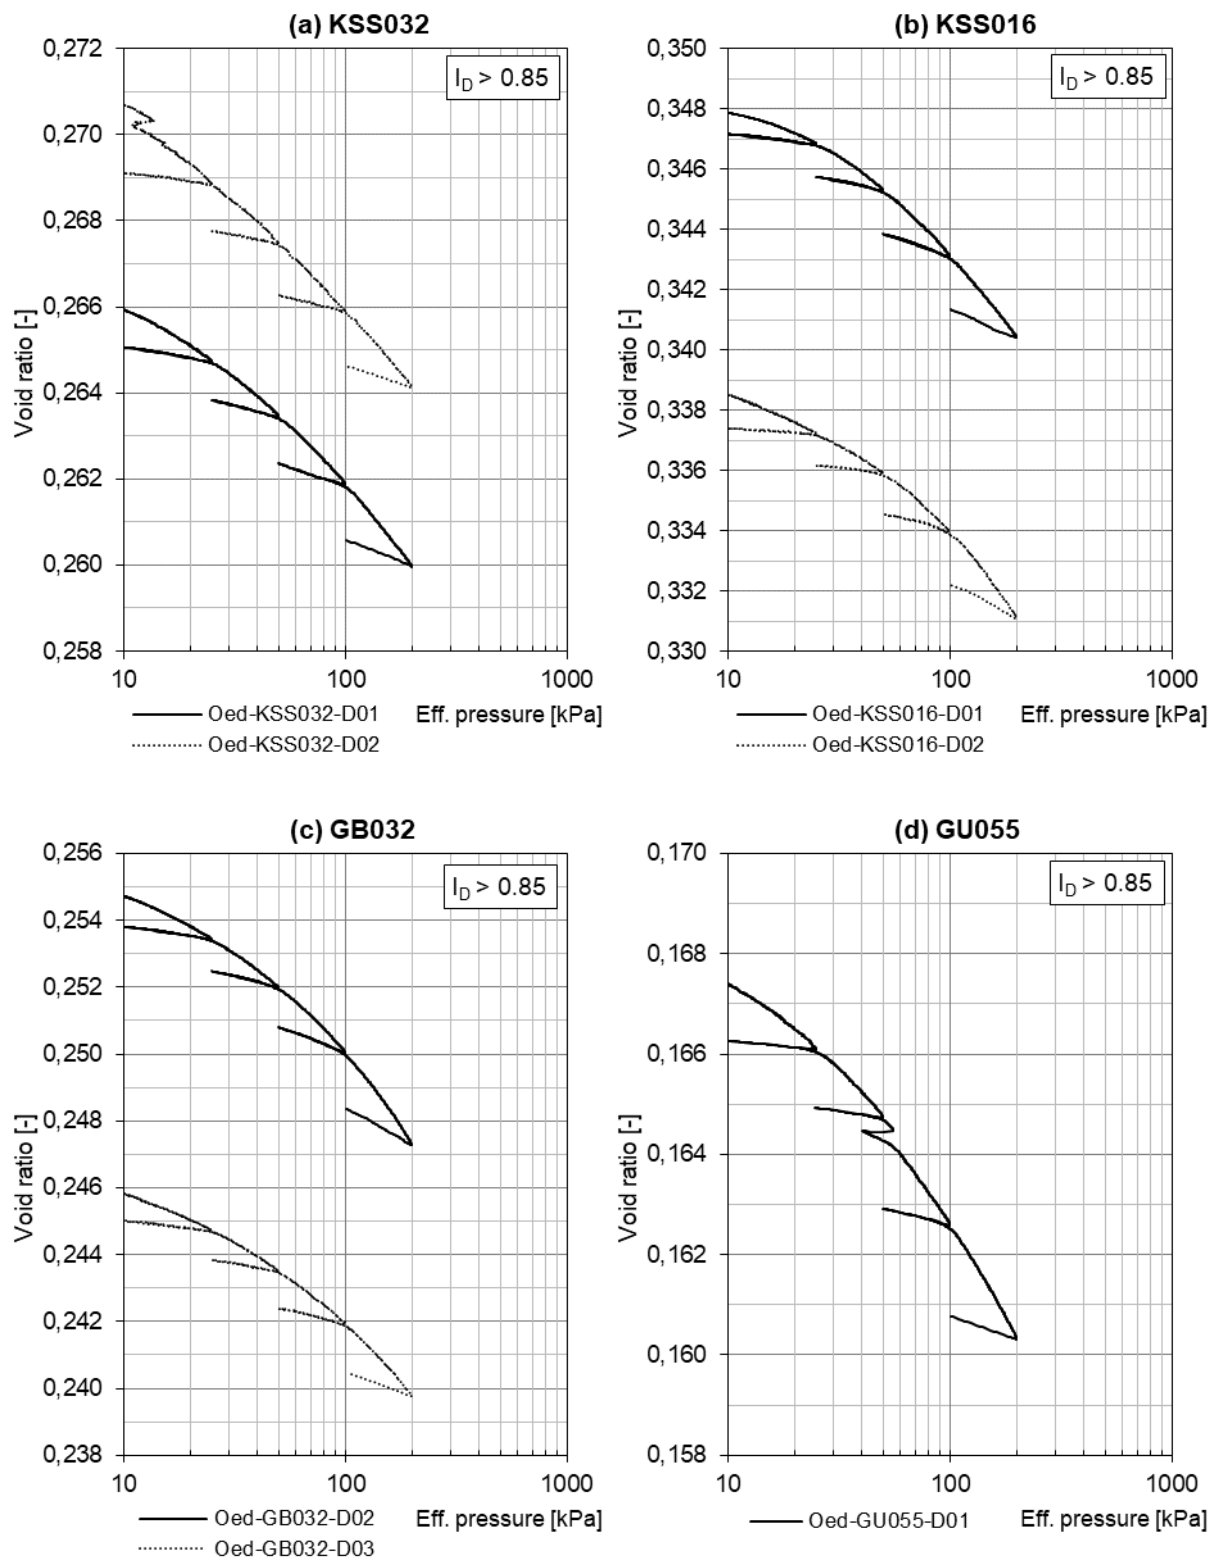 (a) KSS032
0,272
0,270
0,268
0,266
0,264
0,262
0,260
0,258
Void ratio [-]
I_D > 0.85
10 100 1000
Oed-KSS032-D01 Eff. pressure [kPa]
Oed-KSS032-D02
(b) KSS016
0,350
0,348
0,346
0,344
0,342
0,340
0,338
0,336
0,334
0,332
0,330
Void ratio [-]
I_D > 0.85
10 100 1000
Oed-KSS016-D01 Eff. pressure [kPa]
Oed-KSS016-D02
(c) GB032
0,256
0,254
0,252
0,250
0,248
0,246
0,244
0,242
0,240
0,238
Void ratio [-]
I_D > 0.85
10 100 1000
Oed-GB032-D02 Eff. pressure [kPa]
Oed-GB032-D03
(d) GU055
0,170
0,168
0,166
0,164
0,162
0,160
0,158
Void ratio [-]
I_D > 0.85
10 100 1000
Oed-GU055-D01 Eff. pressure [kPa]